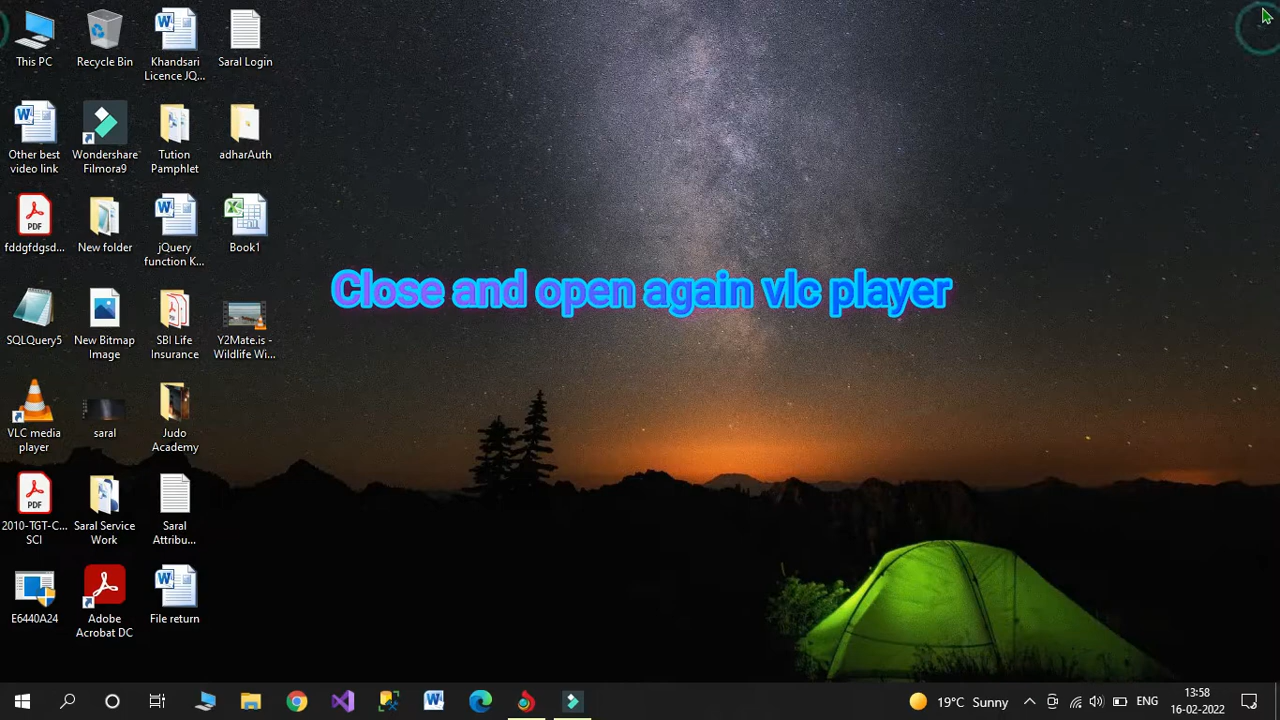 This PC
Recycle Bin
Khandsari
Licence JQ...
Saral Login
Other best
video link
Wondershare
Filmora9
Tution
Pamphlet
adharAuth
PDF
fddgfdgsd...
New folder
jQuery
function K...
Book1
Close and open again vlc player
SQLQuery5
New Bitmap
Image
SBI Life
Insurance
Y2Mate.is -
Wildlife Wi...
VLC media
player
saral
Judo
Academy
PDF
2010-TGT-C...
SCI
Saral Service
Work
Saral
Attribu...
E6440A24
Adobe
Acrobat DC
File return
19°C Sunny
ENG
13:58
16-02-2022